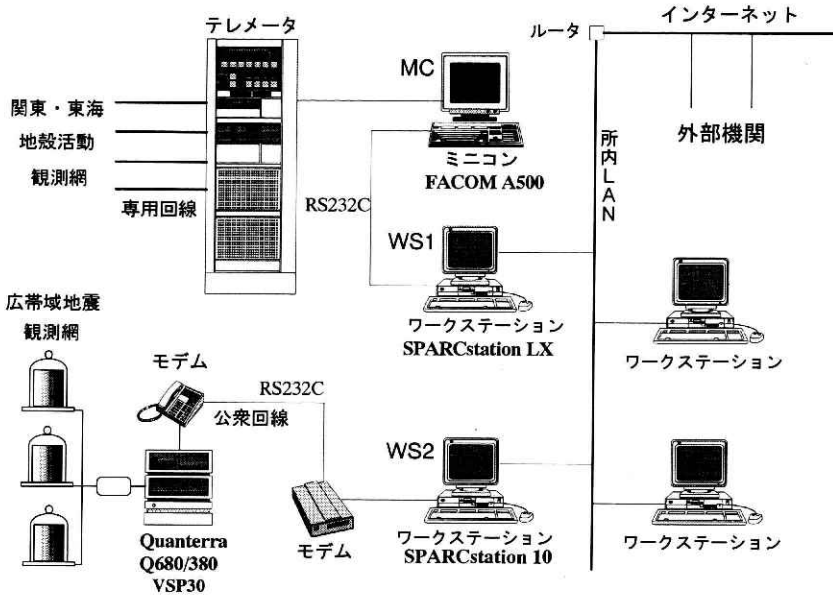 テレメータ
インターネット
ルータ
MC
関東・東海
地殻活動
観測網
専用回線
ミニコン
FACOM A500
外部機関
所内LAN
RS232C
WS1
ワークステーション
SPARCstation LX
ワークステーション
広帯域地震
観測網
モデム
RS232C
公衆回線
WS2
モデム
ワークステーション
SPARCstation 10
ワークステーション
Quanterra
Q680/380
VSP30